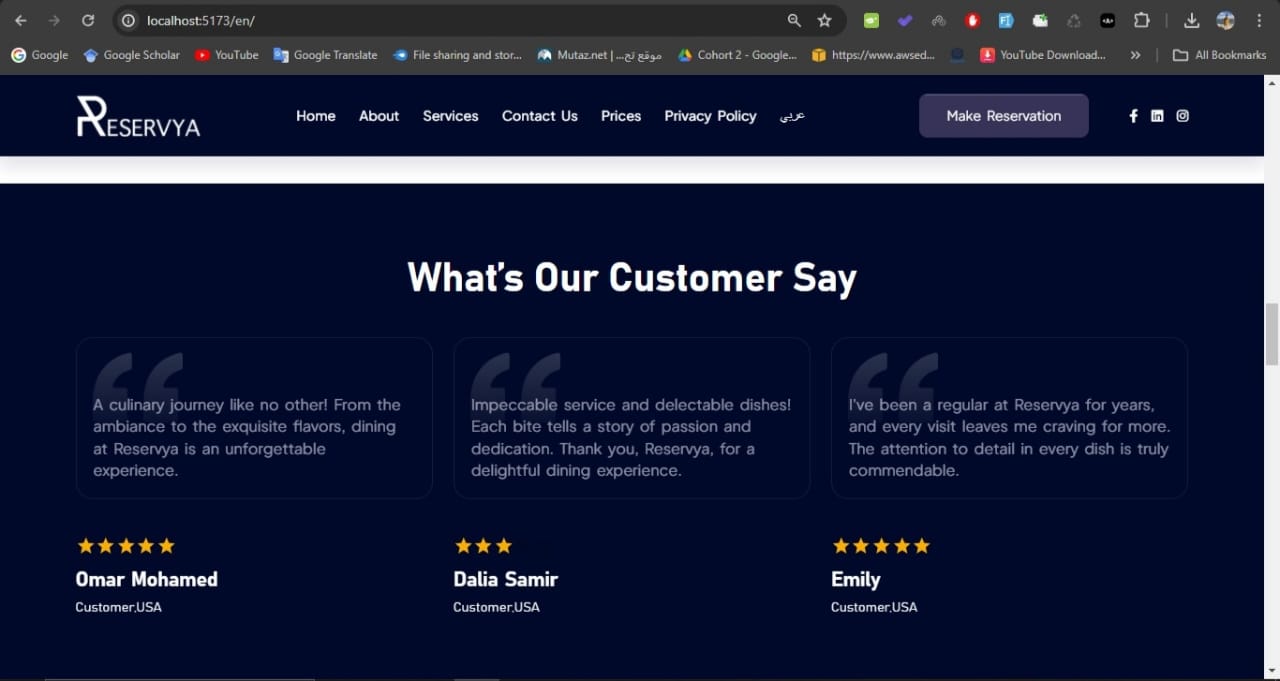 localhost:5173/en/
Google
Google Scholar
YouTube
Google Translate
File sharing and stor...
Mutaz.net | موقع تح...
Cohort 2 - Google...
https://www.awsed...
YouTube Download...
All Bookmarks
RESERVYA
Home
About
Services
Contact Us
Prices
Privacy Policy
عربي
Make Reservation
What's Our Customer Say
A culinary journey like no other! From the
ambiance to the exquisite flavors, dining
at Reservya is an unforgettable
experience.
Impeccable service and delectable dishes!
Each bite tells a story of passion and
dedication. Thank you, Reservya, for a
delightful dining experience.
I've been a regular at Reservya for years,
and every visit leaves me craving for more.
The attention to detail in every dish is truly
commendable.
Omar Mohamed
Customer,USA
Dalia Samir
Customer,USA
Emily
Customer,USA